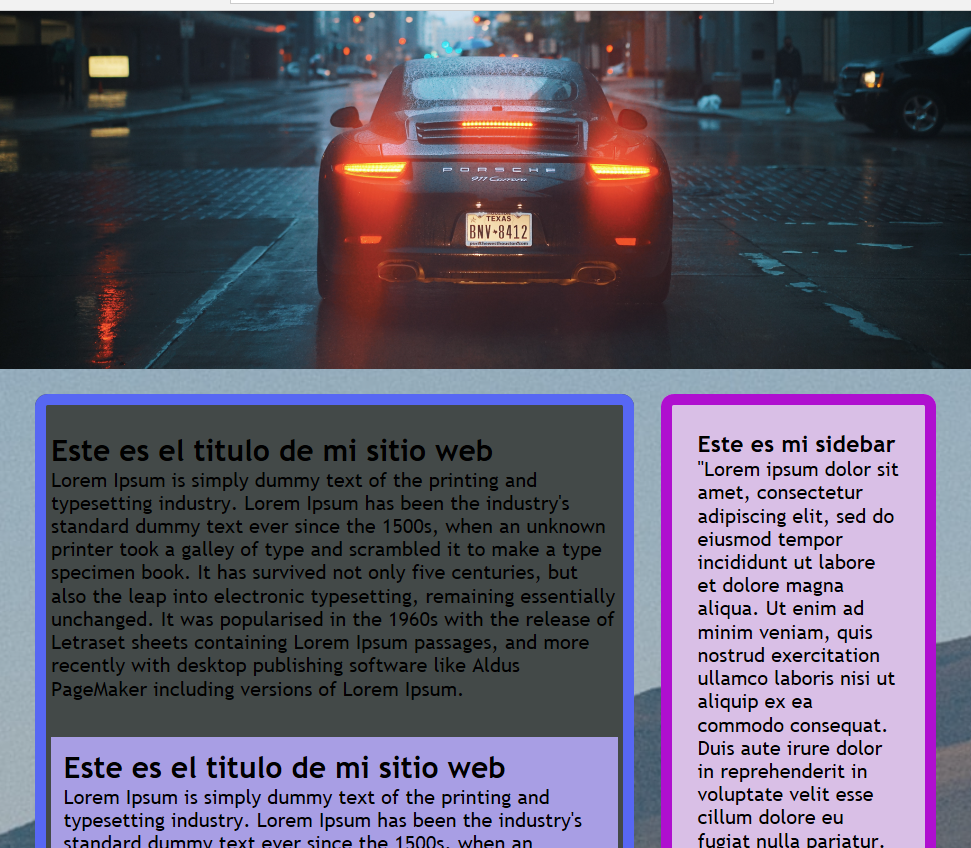 PORSCHE
911 Carrera
TEXAS
BNV-8412
Este es el titulo de mi sitio web
Lorem Ipsum is simply dummy text of the printing and
typesetting industry. Lorem Ipsum has been the industry's
standard dummy text ever since the 1500s, when an unknown
printer took a galley of type and scrambled it to make a type
specimen book. It has survived not only five centuries, but
also the leap into electronic typesetting, remaining essentially
unchanged. It was popularised in the 1960s with the release of
Letraset sheets containing Lorem Ipsum passages, and more
recently with desktop publishing software like Aldus
PageMaker including versions of Lorem Ipsum.
Este es el titulo de mi sitio web
Lorem Ipsum is simply dummy text of the printing and
typesetting industry. Lorem Ipsum has been the industry's
standard dummy text ever since the 1500s, when an
Este es mi sidebar
"Lorem ipsum dolor sit
amet, consectetur
adipiscing elit, sed do
eiusmod tempor
incididunt ut labore
et dolore magna
aliqua. Ut enim ad
minim veniam, quis
nostrud exercitation
ullamco laboris nisi ut
aliquip ex ea
commodo consequat.
Duis aute irure dolor
in reprehenderit in
voluptate velit esse
cillum dolore eu
fugiat nulla pariatur.